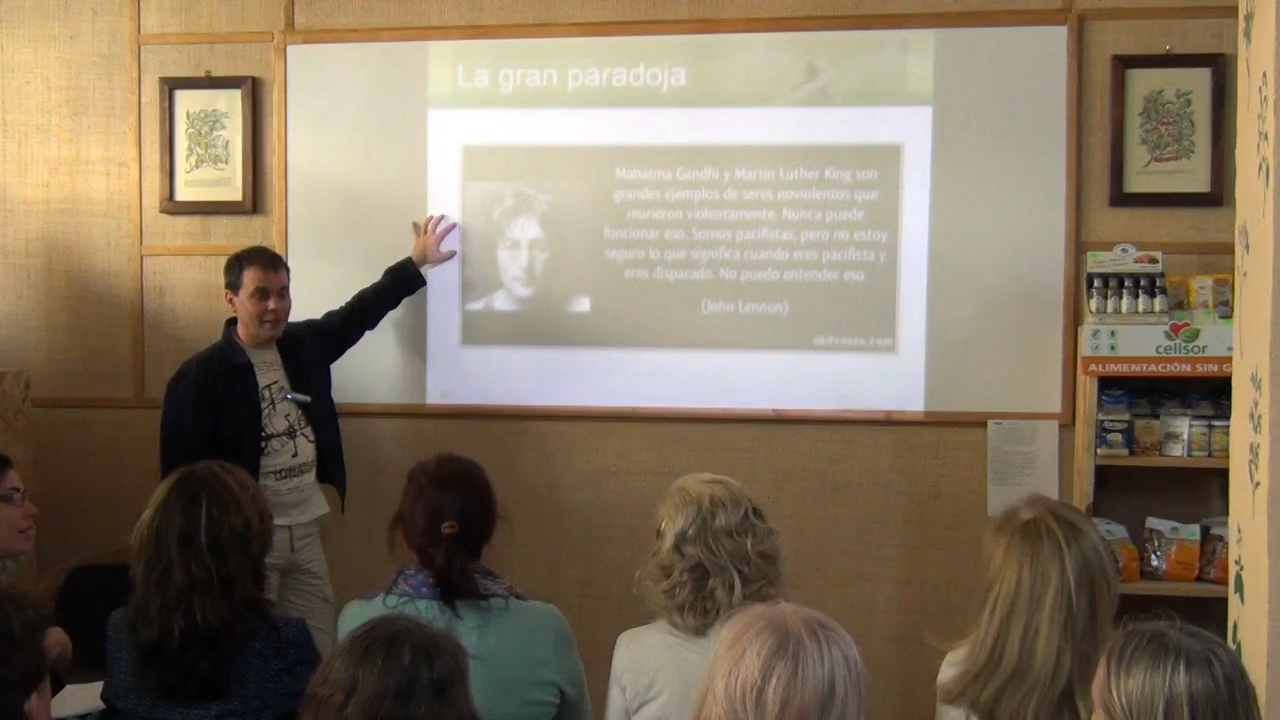 La gran paradoja
Mahatma Gandhi y Martin Luther King son
grandes ejemplos de seres noviolentos que
murieron violentamente. Nunca puede
funcionar eso. Somos pacifistas, pero no estoy
seguro lo que significa cuando eres pacifista y
eres disparado. No puedo entender eso
(John Lennon)
celisor
ALIMENTACIÓN SIN G